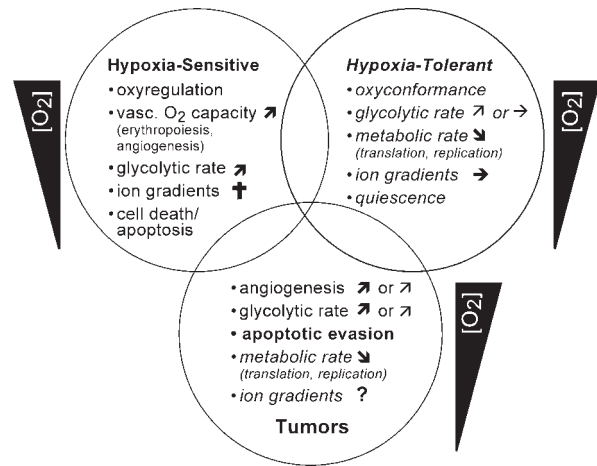 [O₂]
Hypoxia-Sensitive
•oxyregulation
•vasc. O₂ capacity ↗
(erythropoiesis,
angiogenesis)
•glycolytic rate ↗
•ion gradients ✝
•cell death/
apoptosis
Hypoxia-Tolerant
•oxyconformance
•glycolytic rate ↗ or →
•metabolic rate ↘
(translation, replication)
•ion gradients →
•quiescence
[O₂]
•angiogenesis ↗ or ↗
•glycolytic rate ↗ or ↗
•apoptotic evasion
•metabolic rate ↘
(translation, replication)
•ion gradients ?
Tumors
[O₂]